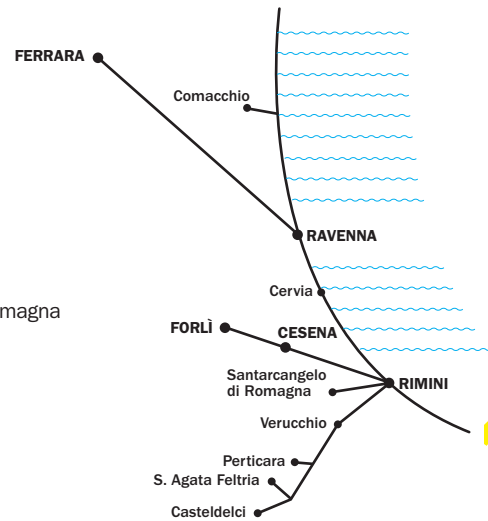 FERRARA
Comacchio
RAVENNA
Cervia
magna
FORLÌ
CESENA
Santarcangelo
di Romagna
RIMINI
Verucchio
Perticara
S. Agata Feltria
Casteldelci